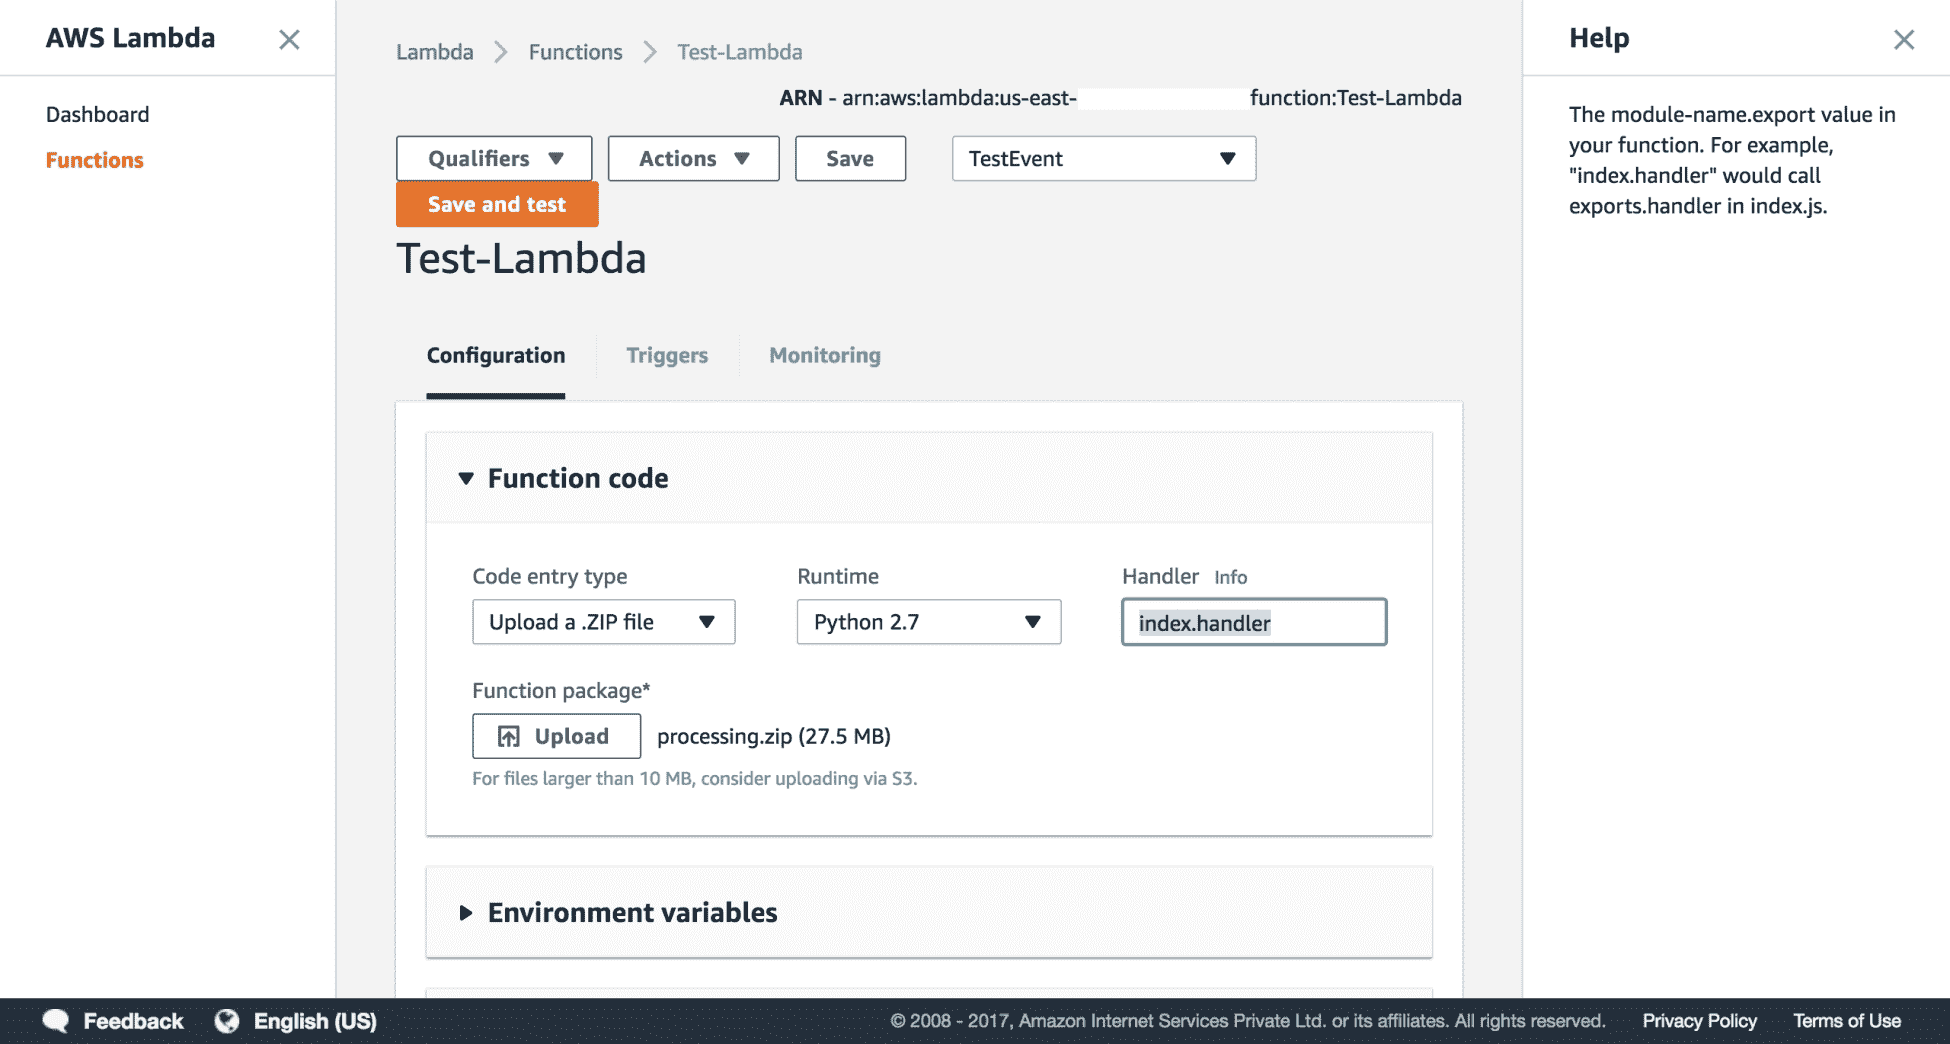 AWS Lambda
Dashboard
Functions
Lambda > Functions > Test-Lambda
ARN - arn:aws:lambda:us-east- function:Test-Lambda
Qualifiers Actions Save TestEvent
Save and test
Test-Lambda
Configuration Triggers Monitoring
Function code
Code entry type Runtime Handler Info
Upload a .ZIP file Python 2.7 index.handler
Function package*
Upload processing.zip (27.5 MB)
For files larger than 10 MB, consider uploading via S3.
Environment variables
Help
The module-name.export value in
your function. For example,
"index.handler" would call
exports.handler in index.js.
Feedback English (US) © 2008 - 2017, Amazon Internet Services Private Ltd. or its affiliates. All rights reserved. Privacy Policy Terms of Use